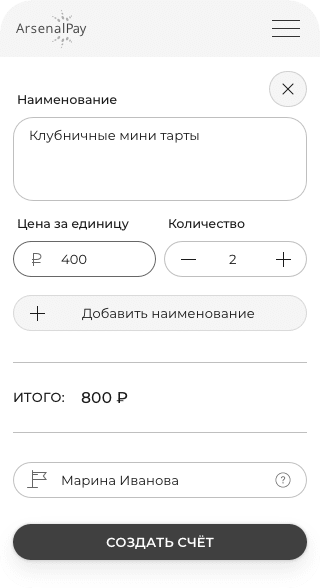 ArsenalPay
Наименование
Клубничные мини тарты
Цена за единицу Количество
₽ 400 2
Добавить наименование
ИТОГО: 800 ₽
Марина Иванова ?
СОЗДАТЬ СЧЁТ